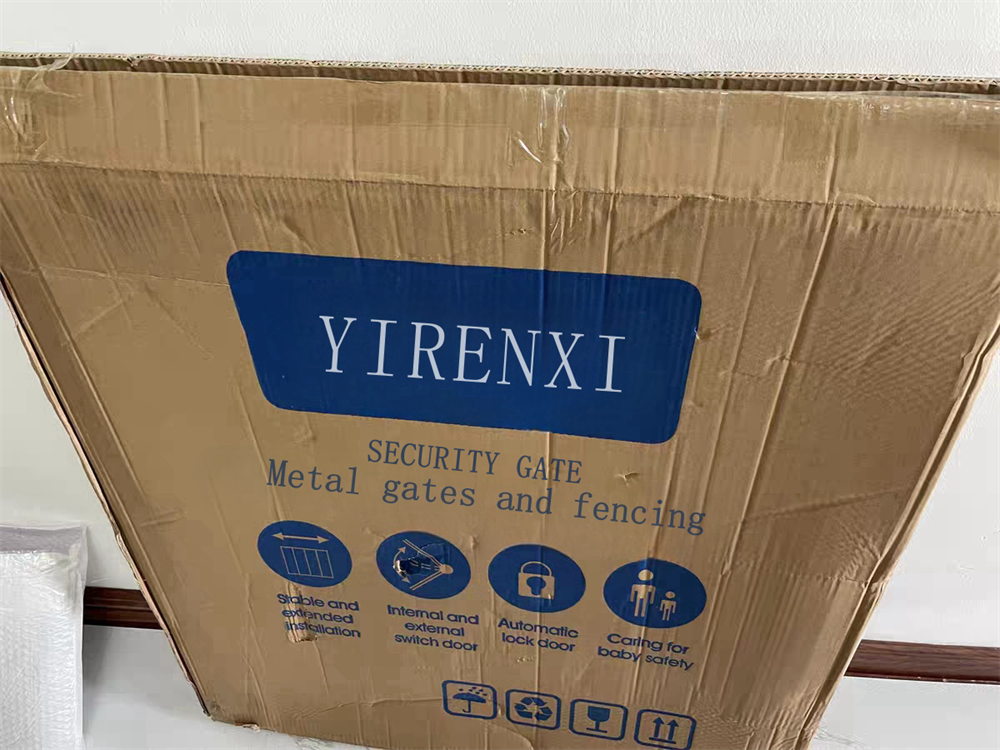 YIRENXI
SECURITY GATE
Metal gates and fencing
Stable and
extended
installation
Internal and
external
switch door
Automatic
lock door
Caring for
baby safety